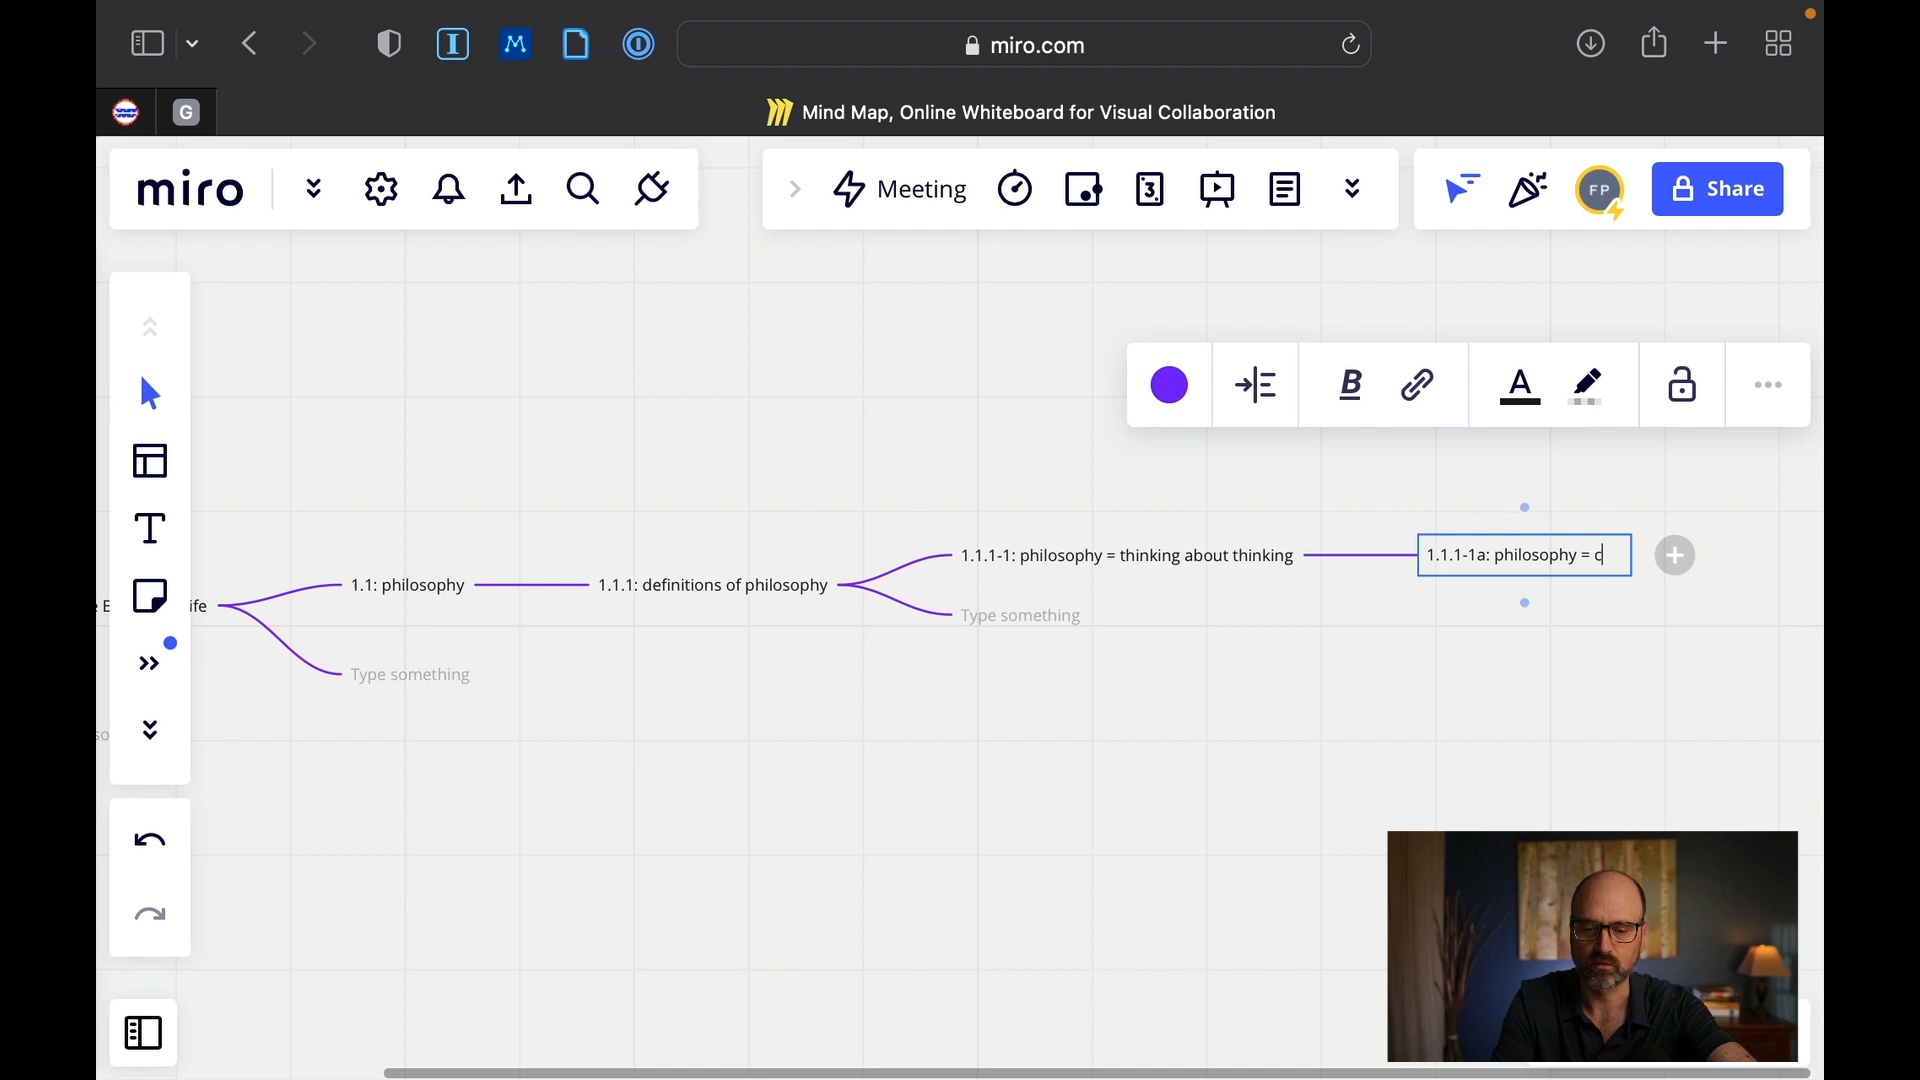 miro.com
G
Mind Map, Online Whiteboard for Visual Collaboration
miro
Meeting
3
FP
Share
B
A
T
1.1.1-1: philosophy = thinking about thinking
1.1.1-1a: philosophy = c
1.1: philosophy
1.1.1: definitions of philosophy
e E
ife
Type something
Type something
so